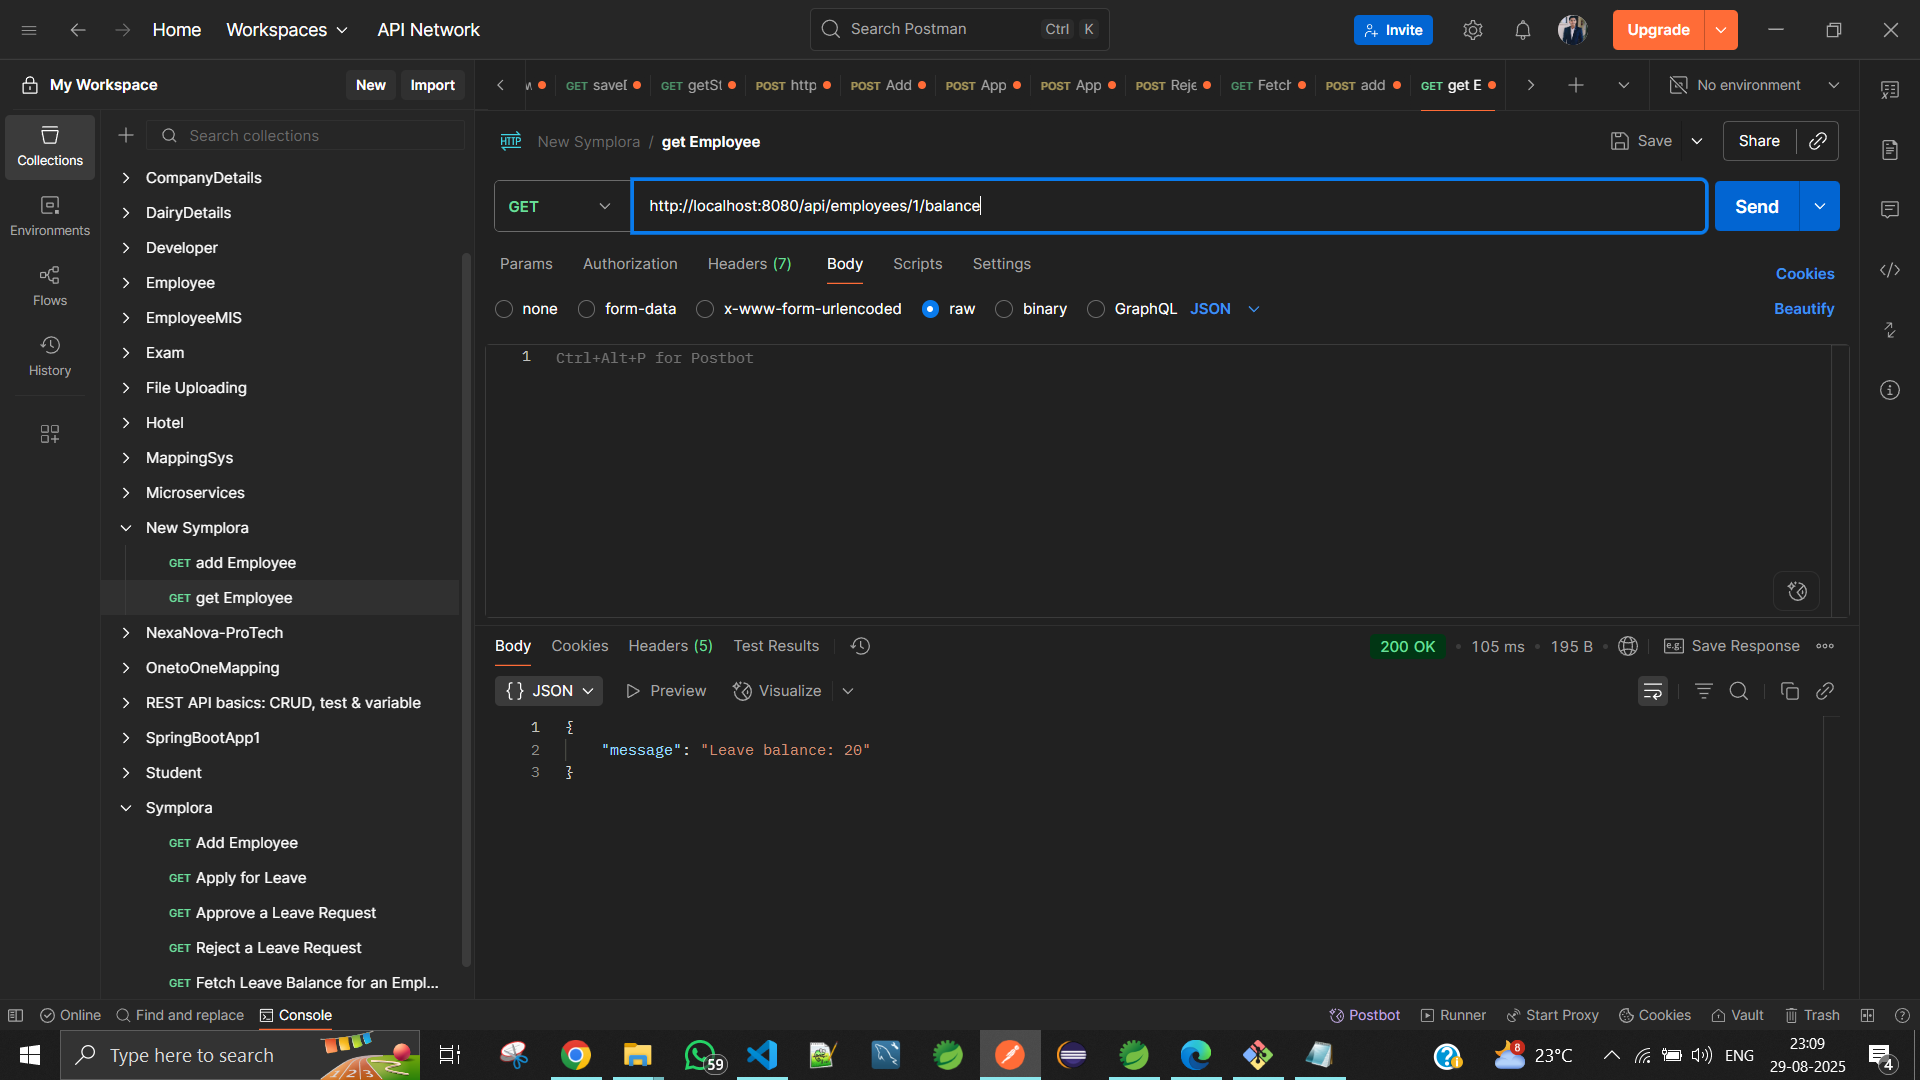 Home
Workspaces
API Network
Search Postman
Ctrl K
Invite
Upgrade
My Workspace
New
Import
GET saveD
GET getSt
POST http
POST Add
POST App
POST App
POST Reje
GET Fetch
POST add
GET get E
No environment
Collections
Environments
Flows
History
Search collections
CompanyDetails
DairyDetails
Developer
Employee
EmployeeMIS
Exam
File Uploading
Hotel
MappingSys
Microservices
New Symplora
GET add Employee
GET get Employee
NexaNova-ProTech
OnetoOneMapping
REST API basics: CRUD, test & variable
SpringBootApp1
Student
Symplora
GET Add Employee
GET Apply for Leave
GET Approve a Leave Request
GET Reject a Leave Request
GET Fetch Leave Balance for an Empl...
HTTP New Symplora / get Employee
Save
Share
GET
http://localhost:8080/api/employees/1/balance
Send
Params Authorization Headers (7) Body Scripts Settings
Cookies
none form-data x-www-form-urlencoded raw binary GraphQL JSON
Beautify
1 Ctrl+Alt+P for Postbot
Body Cookies Headers (5) Test Results
200 OK • 105 ms • 195 B
e.g. Save Response
{} JSON Preview Visualize
1 {
2 "message": "Leave balance: 20"
3 }
Online Find and replace Console
Postbot Runner Start Proxy Cookies Vault Trash
Type here to search
59
8
23°C
ENG
23:09
29-08-2025
4